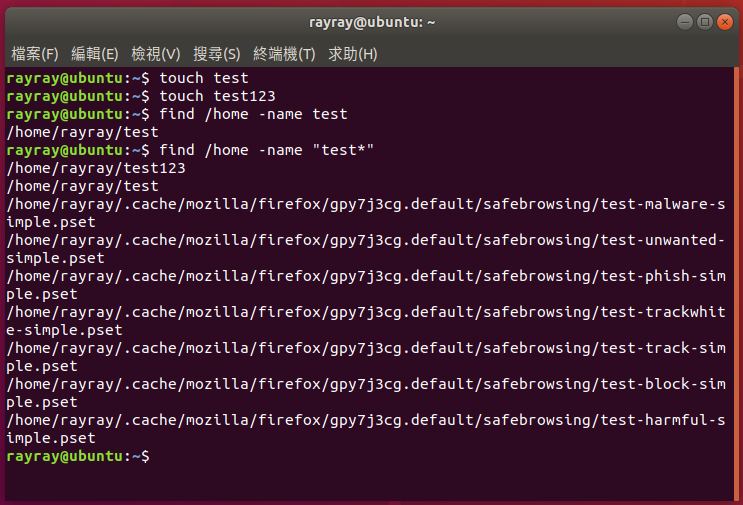 rayray@ubuntu: ~
檔案(F) 編輯(E) 檢視(V) 搜尋(S) 終端機(T) 求助(H)
rayray@ubuntu:~$ touch test
rayray@ubuntu:~$ touch test123
rayray@ubuntu:~$ find /home -name test
/home/rayray/test
rayray@ubuntu:~$ find /home -name "test*"
/home/rayray/test123
/home/rayray/test
/home/rayray/.cache/mozilla/firefox/gpy7j3cg.default/safebrowsing/test-malware-s
imple.pset
/home/rayray/.cache/mozilla/firefox/gpy7j3cg.default/safebrowsing/test-unwanted-
simple.pset
/home/rayray/.cache/mozilla/firefox/gpy7j3cg.default/safebrowsing/test-phish-sim
ple.pset
/home/rayray/.cache/mozilla/firefox/gpy7j3cg.default/safebrowsing/test-trackwhit
e-simple.pset
/home/rayray/.cache/mozilla/firefox/gpy7j3cg.default/safebrowsing/test-track-sim
ple.pset
/home/rayray/.cache/mozilla/firefox/gpy7j3cg.default/safebrowsing/test-block-sim
ple.pset
/home/rayray/.cache/mozilla/firefox/gpy7j3cg.default/safebrowsing/test-harmful-s
imple.pset
rayray@ubuntu:~$